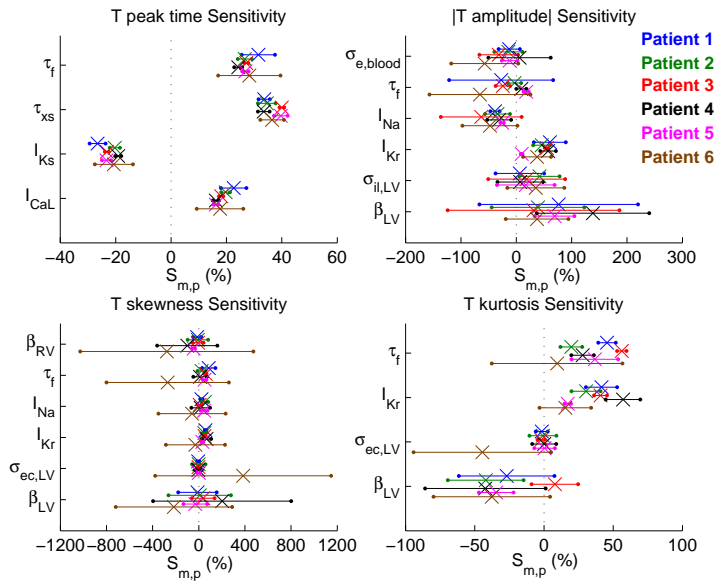 T peak time Sensitivity
τf
τxs
IKs
ICaL
−40 −20 0 20 40 60
Sm,p (%)
|T amplitude| Sensitivity
Patient 1
Patient 2
Patient 3
Patient 4
Patient 5
Patient 6
σe,blood
τf
INa
IKr
σil,LV
βLV
−200 −100 0 100 200 300
Sm,p (%)
T skewness Sensitivity
βRV
τf
INa
IKr
σec,LV
βLV
−1200 −800 −400 0 400 800 1200
Sm,p (%)
T kurtosis Sensitivity
τf
IKr
σec,LV
βLV
−100 −50 0 50 100
Sm,p (%)